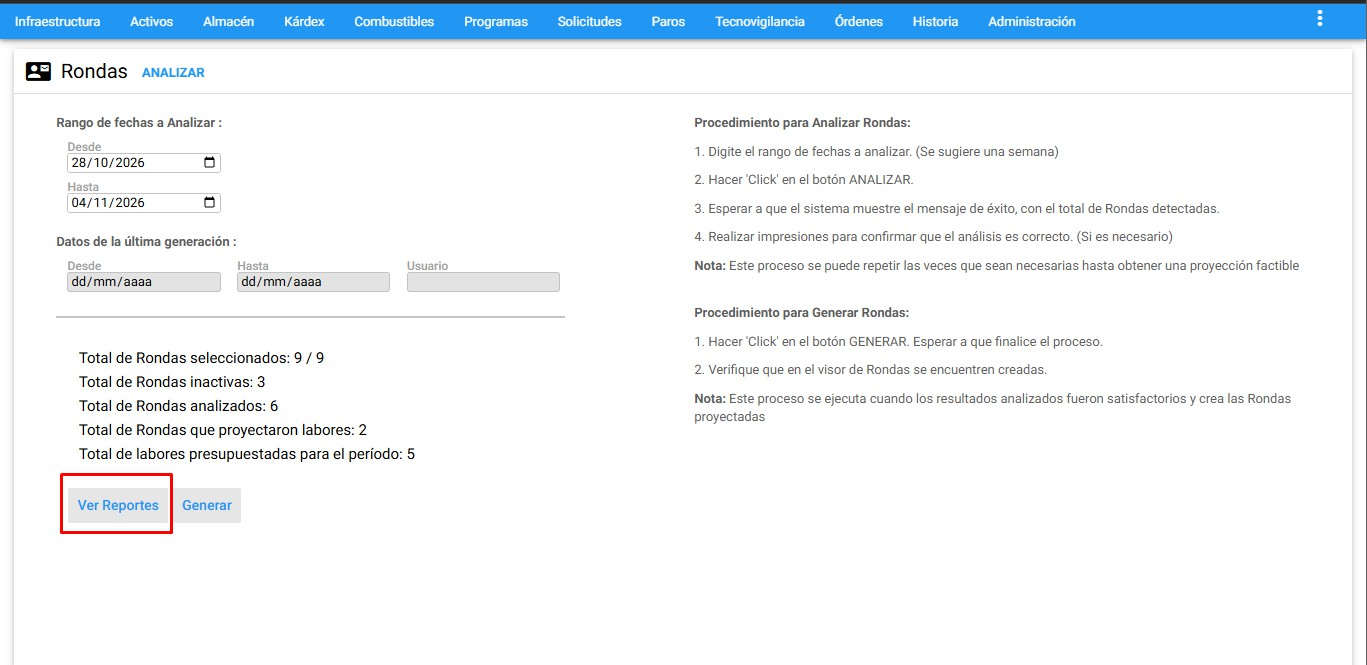 Infraestructura Activos Almacén Kárdex Combustibles Programas Solicitudes Paros Tecnovigilancia Órdenes Historia Administración
Rondas ANALIZAR
Rango de fechas a Analizar :
Desde
28/10/2026
Hasta
04/11/2026
Datos de la última generación :
Desde Hasta Usuario
dd/mm/aaaa dd/mm/aaaa
Total de Rondas seleccionados: 9 / 9
Total de Rondas inactivas: 3
Total de Rondas analizados: 6
Total de Rondas que proyectaron labores: 2
Total de labores presupuestadas para el período: 5
Ver Reportes Generar
Procedimiento para Analizar Rondas:
1. Digite el rango de fechas a analizar. (Se sugiere una semana)
2. Hacer 'Click' en el botón ANALIZAR.
3. Esperar a que el sistema muestre el mensaje de éxito, con el total de Rondas detectadas.
4. Realizar impresiones para confirmar que el análisis es correcto. (Si es necesario)
Nota: Este proceso se puede repetir las veces que sean necesarias hasta obtener una proyección factible
Procedimiento para Generar Rondas:
1. Hacer 'Click' en el botón GENERAR. Esperar a que finalice el proceso.
2. Verifique que en el visor de Rondas se encuentren creadas.
Nota: Este proceso se ejecuta cuando los resultados analizados fueron satisfactorios y crea las Rondas
proyectadas